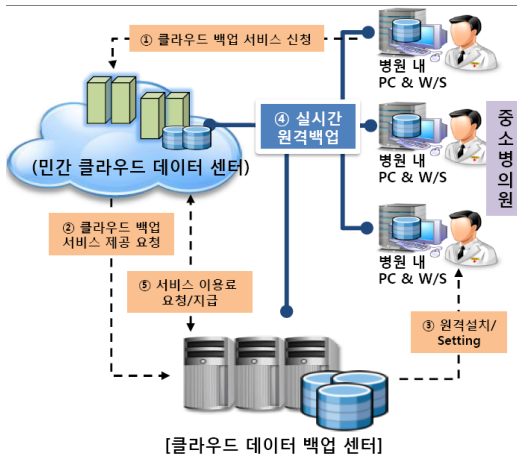 ① 클라우드 백업 서비스 신청
병원 내
PC & W/S
④ 실시간
원격백업
병원 내
PC & W/S
중소병의원
(민간 클라우드 데이터 센터)
② 클라우드 백업
서비스 제공 요청
병원 내
PC & W/S
⑤ 서비스 이용료
요청/지급
③ 원격설치/
Setting
[클라우드 데이터 백업 센터]